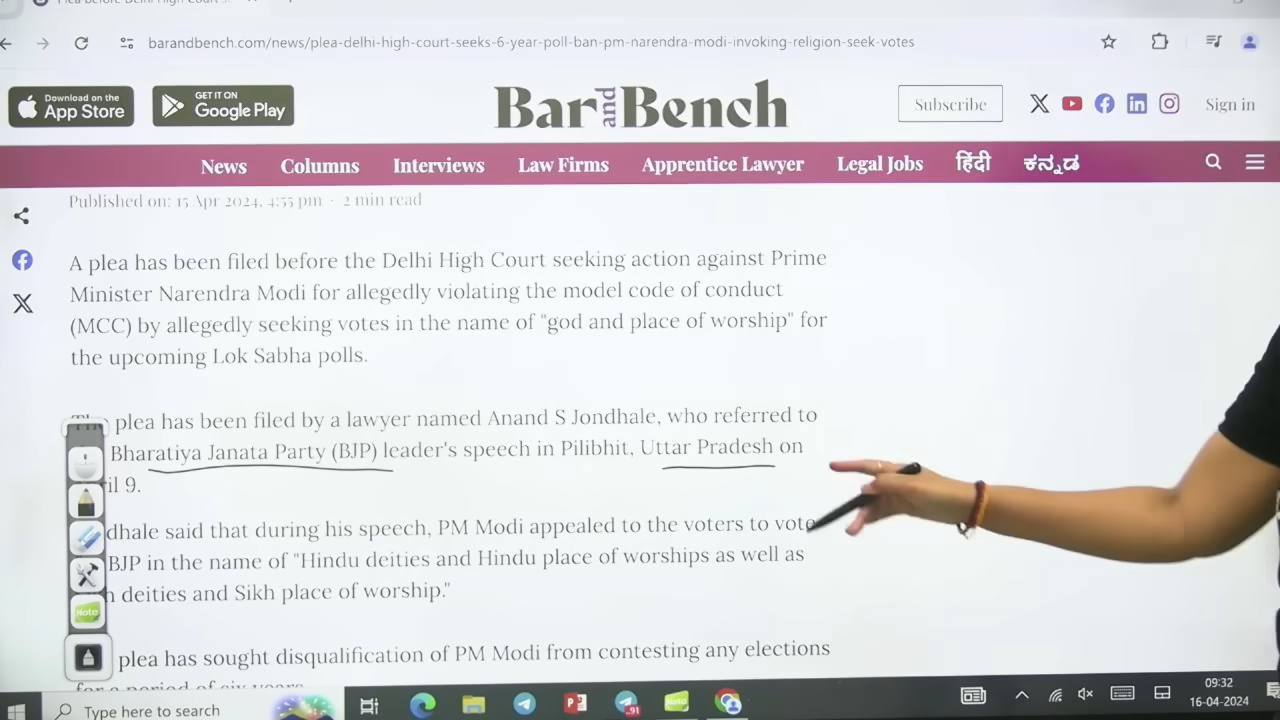 barandbench.com/news/plea-delhi-high-court-seeks-6-year-poll-ban-pm-narendra-modi-invoking-religion-seek-votes
Download on the
App Store
GET IT ON
Google Play
Bar and Bench
Subscribe
Sign in
News Columns Interviews Law Firms Apprentice Lawyer Legal Jobs हिंदी ಕನ್ನಡ
Published on: 15 Apr 2024, 4:55 pm · 2 min read
A plea has been filed before the Delhi High Court seeking action against Prime
Minister Narendra Modi for allegedly violating the model code of conduct
(MCC) by allegedly seeking votes in the name of "god and place of worship" for
the upcoming Lok Sabha polls.
plea has been filed by a lawyer named Anand S Jondhale, who referred to
Bharatiya Janata Party (BJP) leader's speech in Pilibhit, Uttar Pradesh on
il 9.
dhale said that during his speech, PM Modi appealed to the voters to vote
BJP in the name of "Hindu deities and Hindu place of worships as well as
deities and Sikh place of worship."
plea has sought disqualification of PM Modi from contesting any elections
for a period of six years
Note
Type here to search
91
Note
09:32
16-04-2024